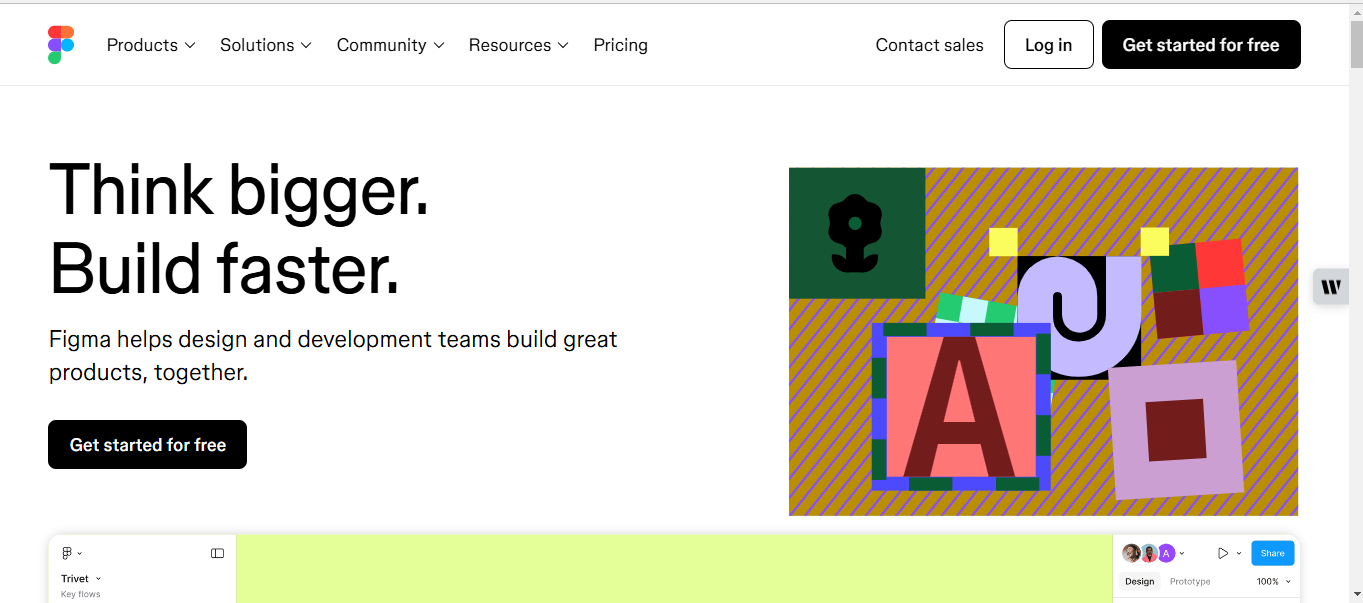 Products
Solutions
Community
Resources
Pricing
Contact sales
Log in
Get started for free
Think bigger.
Build faster.
Figma helps design and development teams build great
products, together.
Get started for free
A
W
Trivet
Key flows
A
Share
Design
Prototype
100%